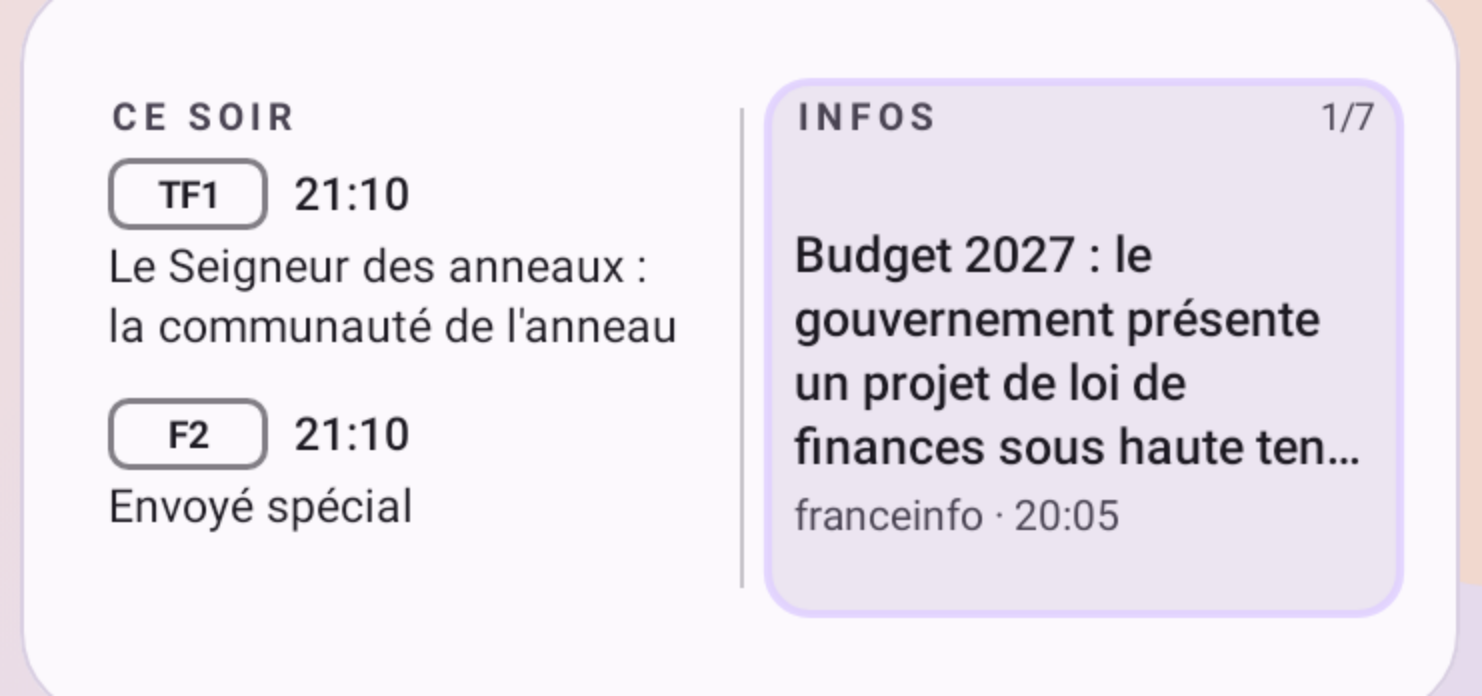 CE SOIR
TF1 21:10
Le Seigneur des anneaux :
la communauté de l'anneau
F2 21:10
Envoyé spécial
INFOS 1/7
Budget 2027 : le
gouvernement présente
un projet de loi de
finances sous haute ten…
franceinfo · 20:05